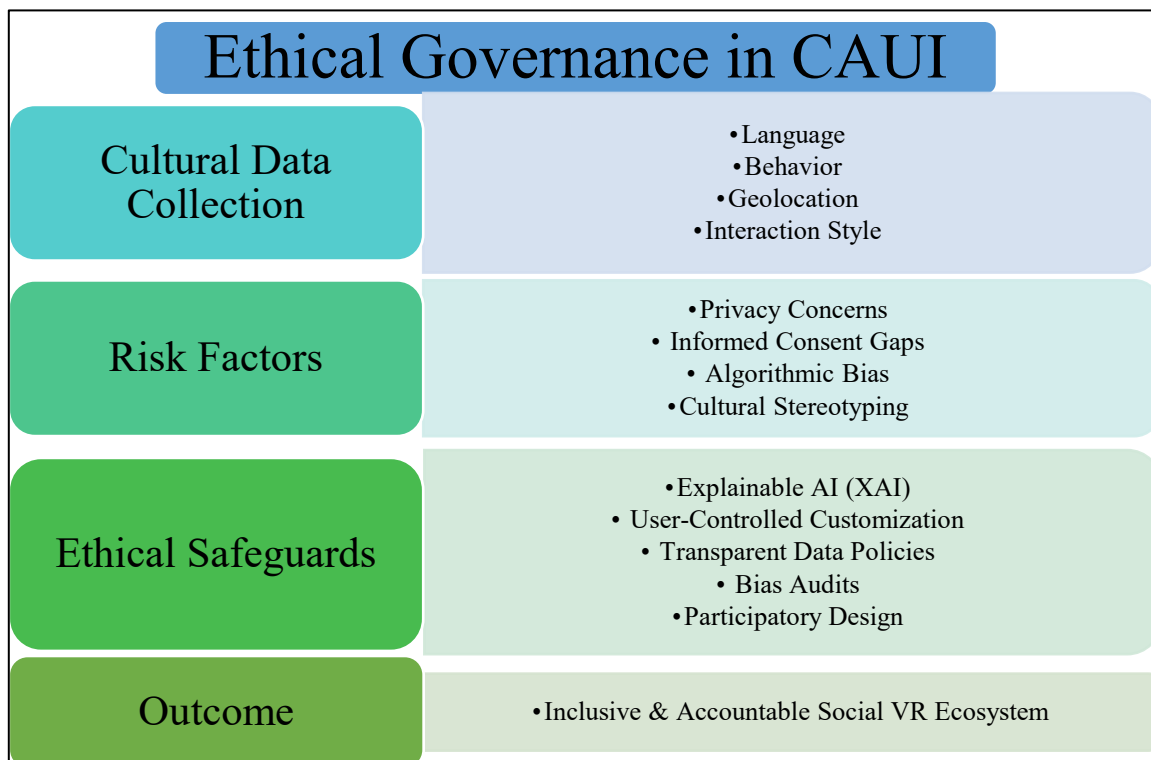 Ethical Governance in CAUI
Cultural Data
Collection
•Language
•Behavior
•Geolocation
•Interaction Style
Risk Factors
•Privacy Concerns
• Informed Consent Gaps
• Algorithmic Bias
•Cultural Stereotyping
Ethical Safeguards
•Explainable AI (XAI)
• User-Controlled Customization
• Transparent Data Policies
• Bias Audits
•Participatory Design
Outcome
•Inclusive & Accountable Social VR Ecosystem